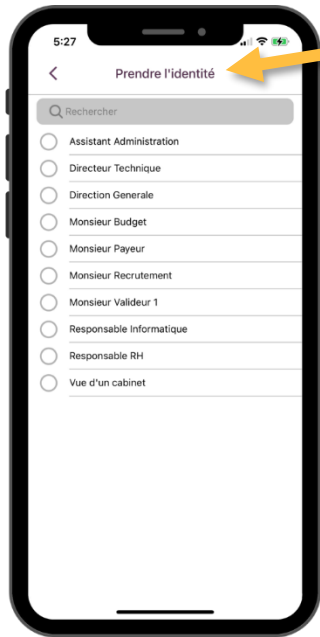 5:27
Prendre l'identité
Rechercher
Assistant Administration
Directeur Technique
Direction Generale
Monsieur Budget
Monsieur Payeur
Monsieur Recrutement
Monsieur Valideur 1
Responsable Informatique
Responsable RH
Vue d'un cabinet